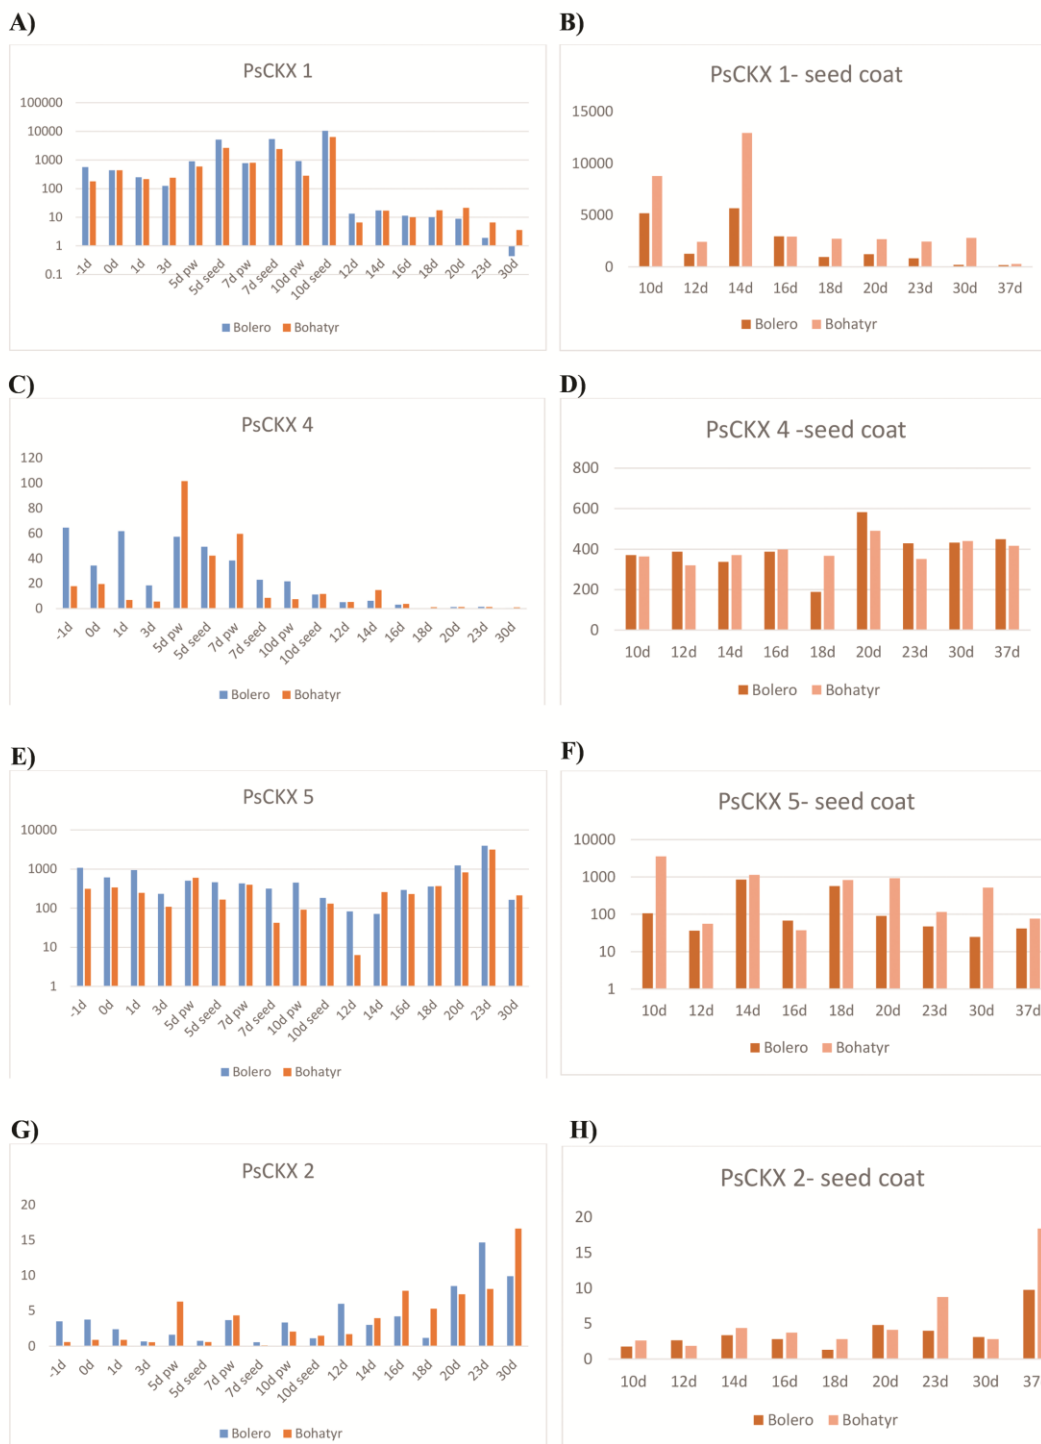 A)
PsCKX 1
100000
10000
1000
100
10
1
0.1
-1d 0d 1d 3d 5d pw 5d seed 7d pw 7d seed 10d pw 10d seed 12d 14d 16d 18d 20d 23d 30d
Bolero Bohatyr
B)
PsCKX 1- seed coat
15000
10000
5000
0
10d 12d 14d 16d 18d 20d 23d 30d 37d
Bolero Bohatyr
C)
PsCKX 4
120
100
80
60
40
20
0
-1d 0d 1d 3d 5d pw 5d seed 7d pw 7d seed 10d pw 10d seed 12d 14d 16d 18d 20d 23d 30d
Bolero Bohatyr
D)
PsCKX 4 -seed coat
800
600
400
200
0
10d 12d 14d 16d 18d 20d 23d 30d 37d
Bolero Bohatyr
E)
PsCKX 5
10000
1000
100
10
1
-1d 0d 1d 3d 5d pw 5d seed 7d pw 7d seed 10d pw 10d seed 12d 14d 16d 18d 20d 23d 30d
Bolero Bohatyr
F)
PsCKX 5- seed coat
10000
1000
100
10
1
10d 12d 14d 16d 18d 20d 23d 30d 37d
Bolero Bohatyr
G)
PsCKX 2
20
15
10
5
0
-1d 0d 1d 3d 5d pw 5d seed 7d pw 7d seed 10d pw 10d seed 12d 14d 16d 18d 20d 23d 30d
Bolero Bohatyr
H)
PsCKX 2- seed coat
20
15
10
5
0
10d 12d 14d 16d 18d 20d 23d 30d 37d
Bolero Bohatyr